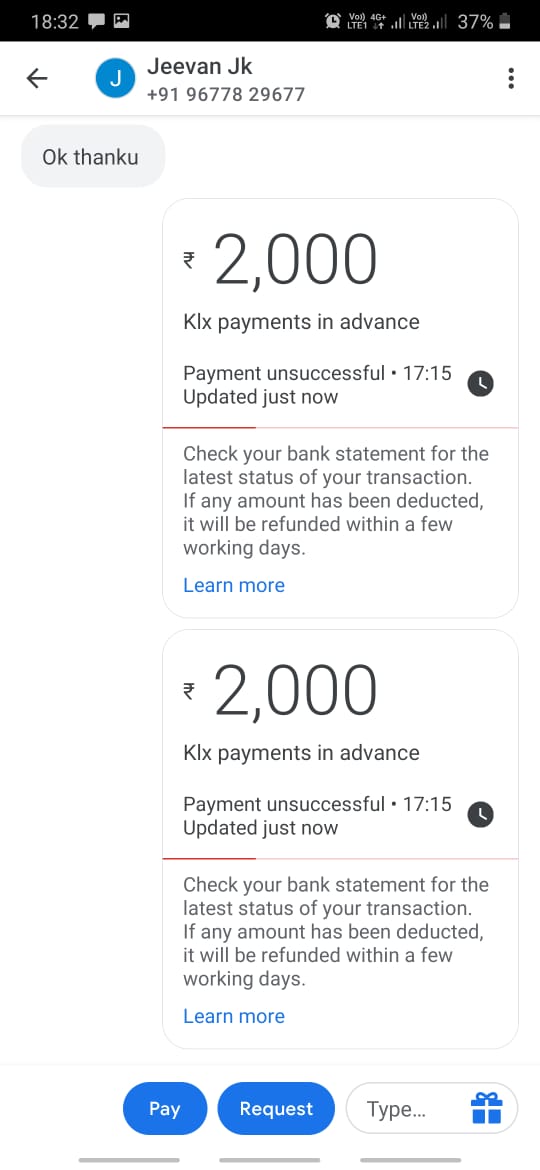 18:32 Vo)) LTE1 4G+ Vo)) LTE2 37%
J Jeevan Jk
+91 96778 29677
Ok thanku
₹ 2,000
Klx payments in advance
Payment unsuccessful • 17:15
Updated just now
Check your bank statement for the
latest status of your transaction.
If any amount has been deducted,
it will be refunded within a few
working days.
Learn more
₹ 2,000
Klx payments in advance
Payment unsuccessful • 17:15
Updated just now
Check your bank statement for the
latest status of your transaction.
If any amount has been deducted,
it will be refunded within a few
working days.
Learn more
Pay Request Type...